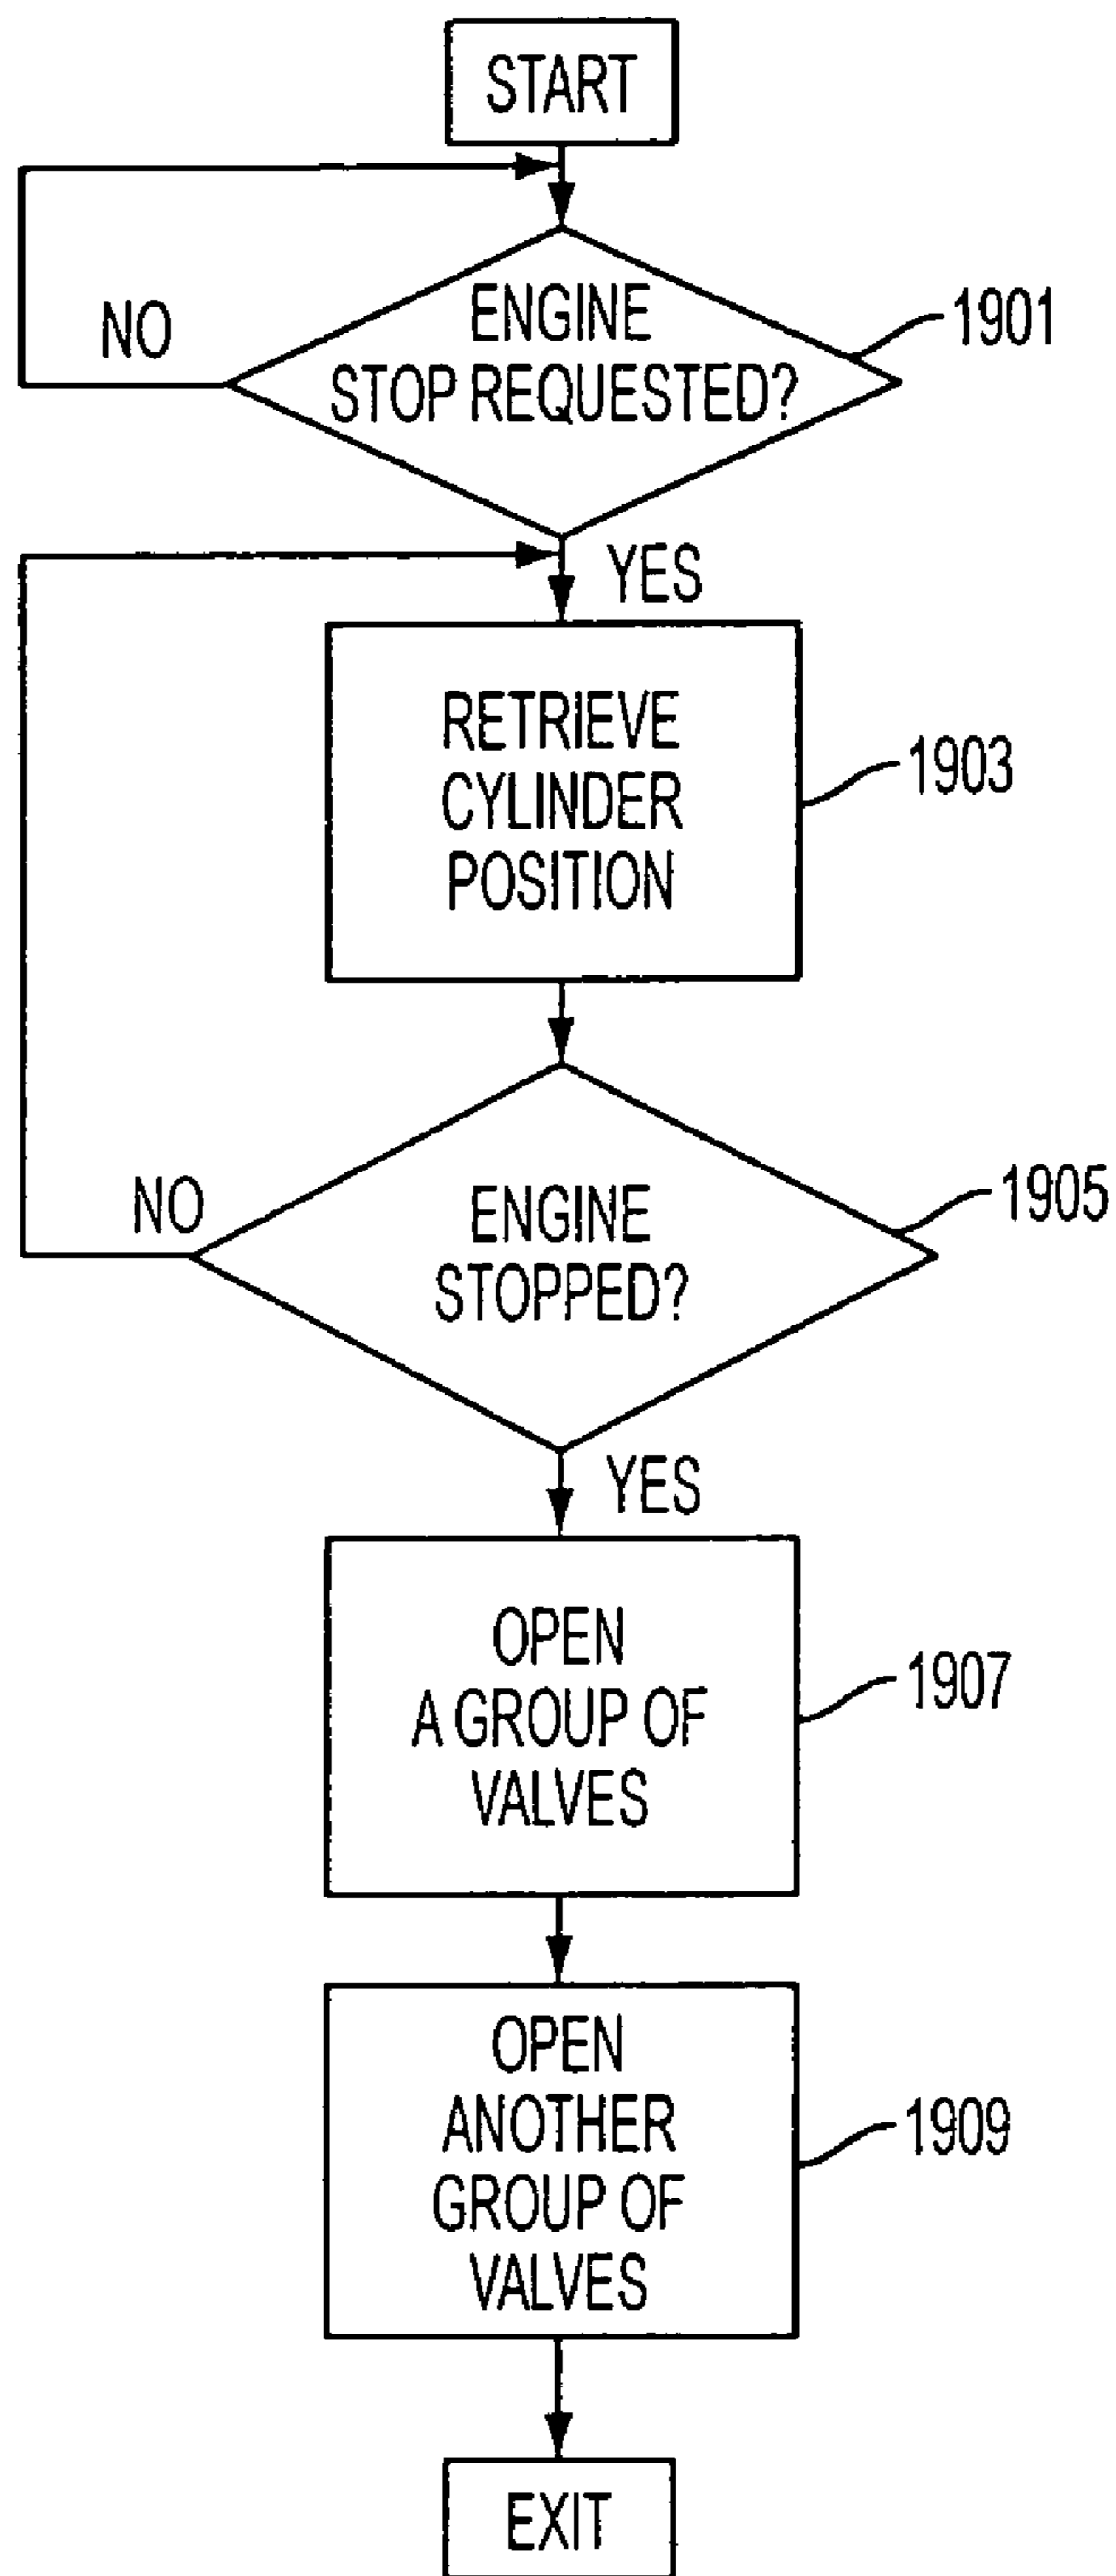 START
ENGINE
STOP REQUESTED?
1901
NO
YES
RETRIEVE
CYLINDER
POSITION
1903
ENGINE
STOPPED?
1905
NO
YES
OPEN
A GROUP OF
VALVES
1907
OPEN
ANOTHER
GROUP OF
VALVES
1909
EXIT